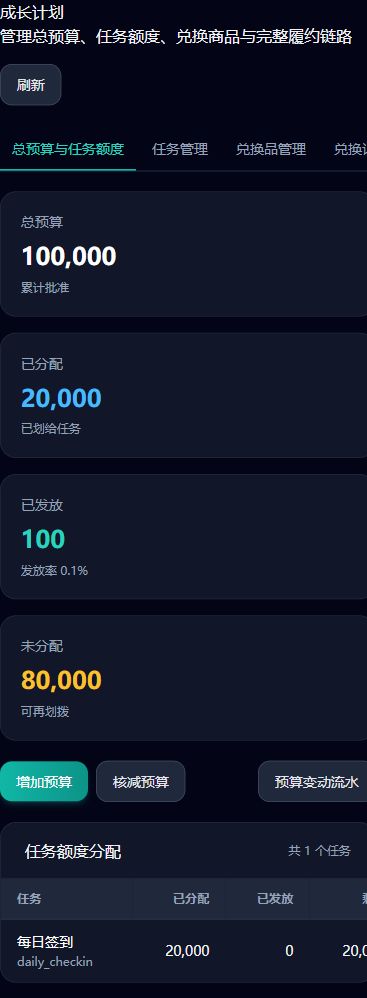 成长计划
管理总预算、任务额度、兑换商品与完整履约链路
刷新
总预算与任务额度 任务管理 兑换品管理 兑换
总预算
100,000
累计批准
已分配
20,000
已划给任务
已发放
100
发放率 0.1%
未分配
80,000
可再划拨
增加预算 核减预算 预算变动流水
任务额度分配 共 1 个任务
任务 已分配 已发放
每日签到 20,000 0 20,0
daily_checkin